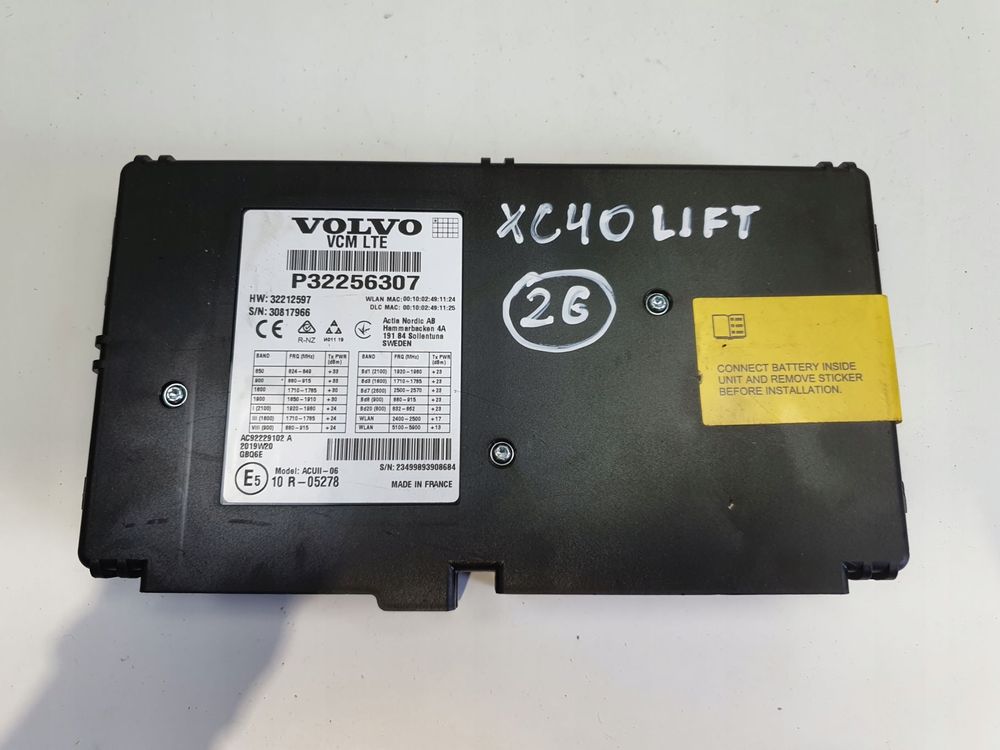 VOLVO
VCM LTE
P32256307
HW: 32212597
S/N: 30817966
WLAN MAC: 00:10:02:49:11:24
DLC MAC: 00:10:02:49:11:25
CE
R-NZ
И011 19
Actia Nordic AB
Hammarbacken 4A
191 84 Sollentuna
SWEDEN
BAND FRQ (MHz) Tx PWR (dBm)
850 824-849 +33
900 880-915 +33
1800 1710-1785 +30
1900 1850-1910 +30
I (2100) 1920-1980 +24
III (1800) 1710-1785 +24
VIII (900) 880-915 +24
BAND FRQ (MHz) Tx PWR (dBm)
Bd1 (2100) 1920-1980 +23
Bd3 (1800) 1710-1785 +23
Bd7 (2600) 2500-2570 +23
Bd8 (900) 880-915 +23
Bd20 (800) 832-862 +23
WLAN 2400-2500 +17
WLAN 5100-5900 +13
AC92229102 A
2019W20
GBQ6E
S/N: 23499893908684
E5
Model: ACUII-06
10 R-05278
MADE IN FRANCE
XC40 LIFT
26
CONNECT BATTERY INSIDE
UNIT AND REMOVE STICKER
BEFORE INSTALLATION.